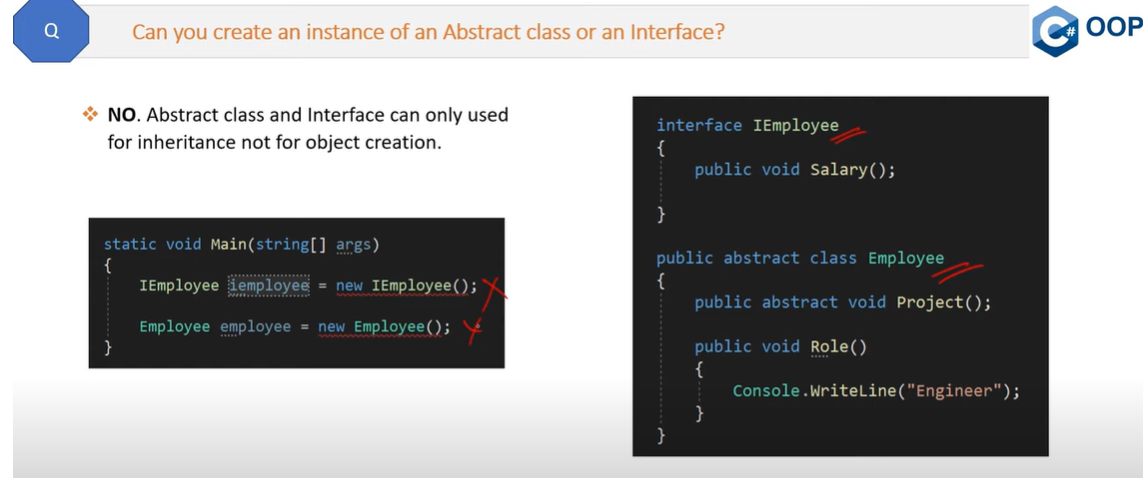 Q
Can you create an instance of an Abstract class or an Interface?
C# OOP
❖ NO. Abstract class and Interface can only used
for inheritance not for object creation.
static void Main(string[] args)
{
IEmployee iemployee = new IEmployee();
Employee employee = new Employee();
}
interface IEmployee
{
public void Salary();
}
public abstract class Employee
{
public abstract void Project();
public void Role()
{
Console.WriteLine("Engineer");
}
}